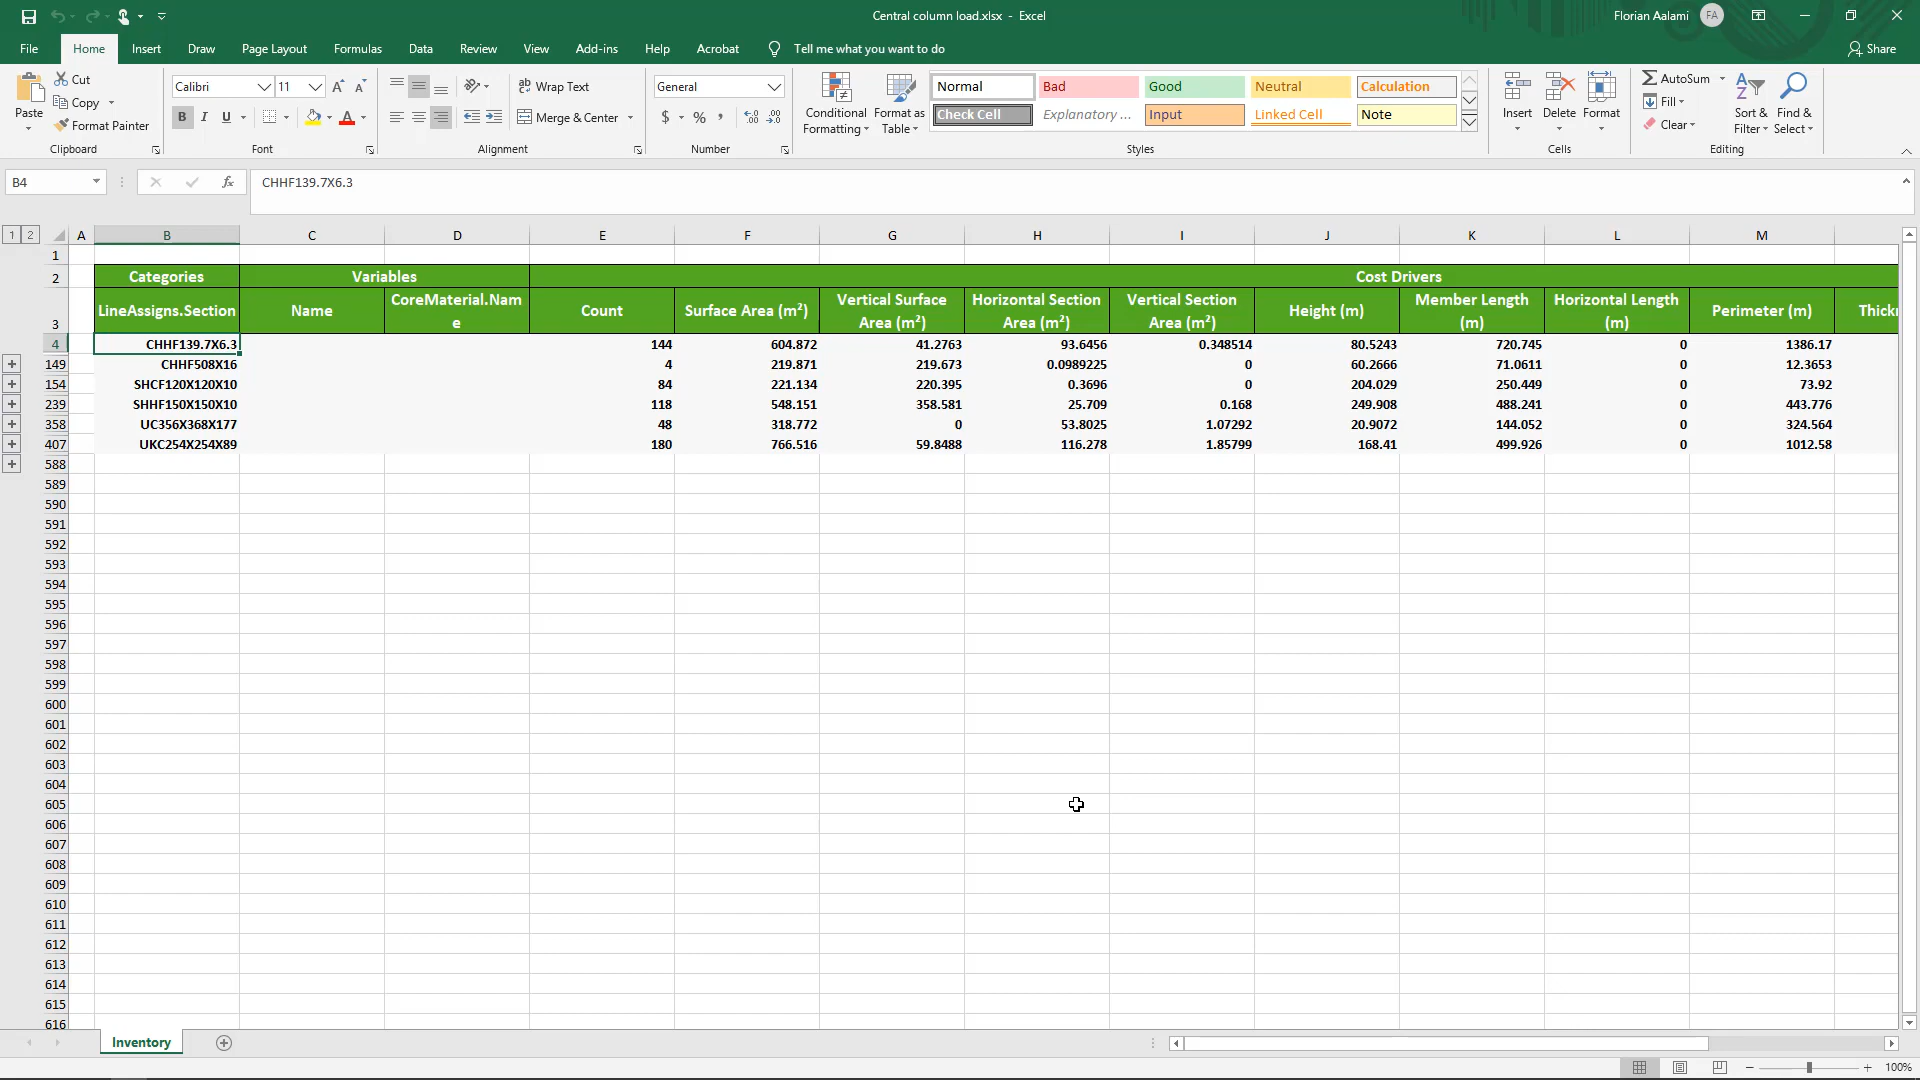 Central column load.xlsx - Excel
Florian Aalami FA
File Home Insert Draw Page Layout Formulas Data Review View Add-ins Help Acrobat Tell me what you want to do Share
Paste
Cut
Copy
Format Painter
Clipboard
Calibri 11 A A
B I U A
Font
Wrap Text
Merge & Center
Alignment
General
$ % ,
Number
Conditional Formatting
Format as Table
Normal Bad Good Neutral Calculation
Check Cell Explanatory ... Input Linked Cell Note
Styles
Insert Delete Format
Cells
AutoSum
Fill
Clear
Sort & Filter
Find & Select
Editing
B4 fx CHHF139.7X6.3
1 2 A B C D E F G H I J K L M
1
2 Categories Variables Cost Drivers
3 LineAssigns.Section Name CoreMaterial.Name Count Surface Area (m²) Vertical Surface Area (m²) Horizontal Section Area (m²) Vertical Section Area (m²) Height (m) Member Length (m) Horizontal Length (m) Perimeter (m)
4 CHHF139.7X6.3 144 604.872 41.2763 93.6456 0.348514 80.5243 720.745 0 1386.17
149 CHHF508X16 4 219.871 219.673 0.0989225 0 60.2666 71.0611 0 12.3653
154 SHCF120X120X10 84 221.134 220.395 0.3696 0 204.029 250.449 0 73.92
239 SHHF150X150X10 118 548.151 358.581 25.709 0.168 249.908 488.241 0 443.776
358 UC356X368X177 48 318.772 0 53.8025 1.07292 20.9072 144.052 0 324.564
407 UKC254X254X89 180 766.516 59.8488 116.278 1.85799 168.41 499.926 0 1012.58
588
589
590
591
592
593
594
595
596
597
598
599
600
601
602
603
604
605
606
607
608
609
610
611
612
613
614
615
616
Inventory
100%